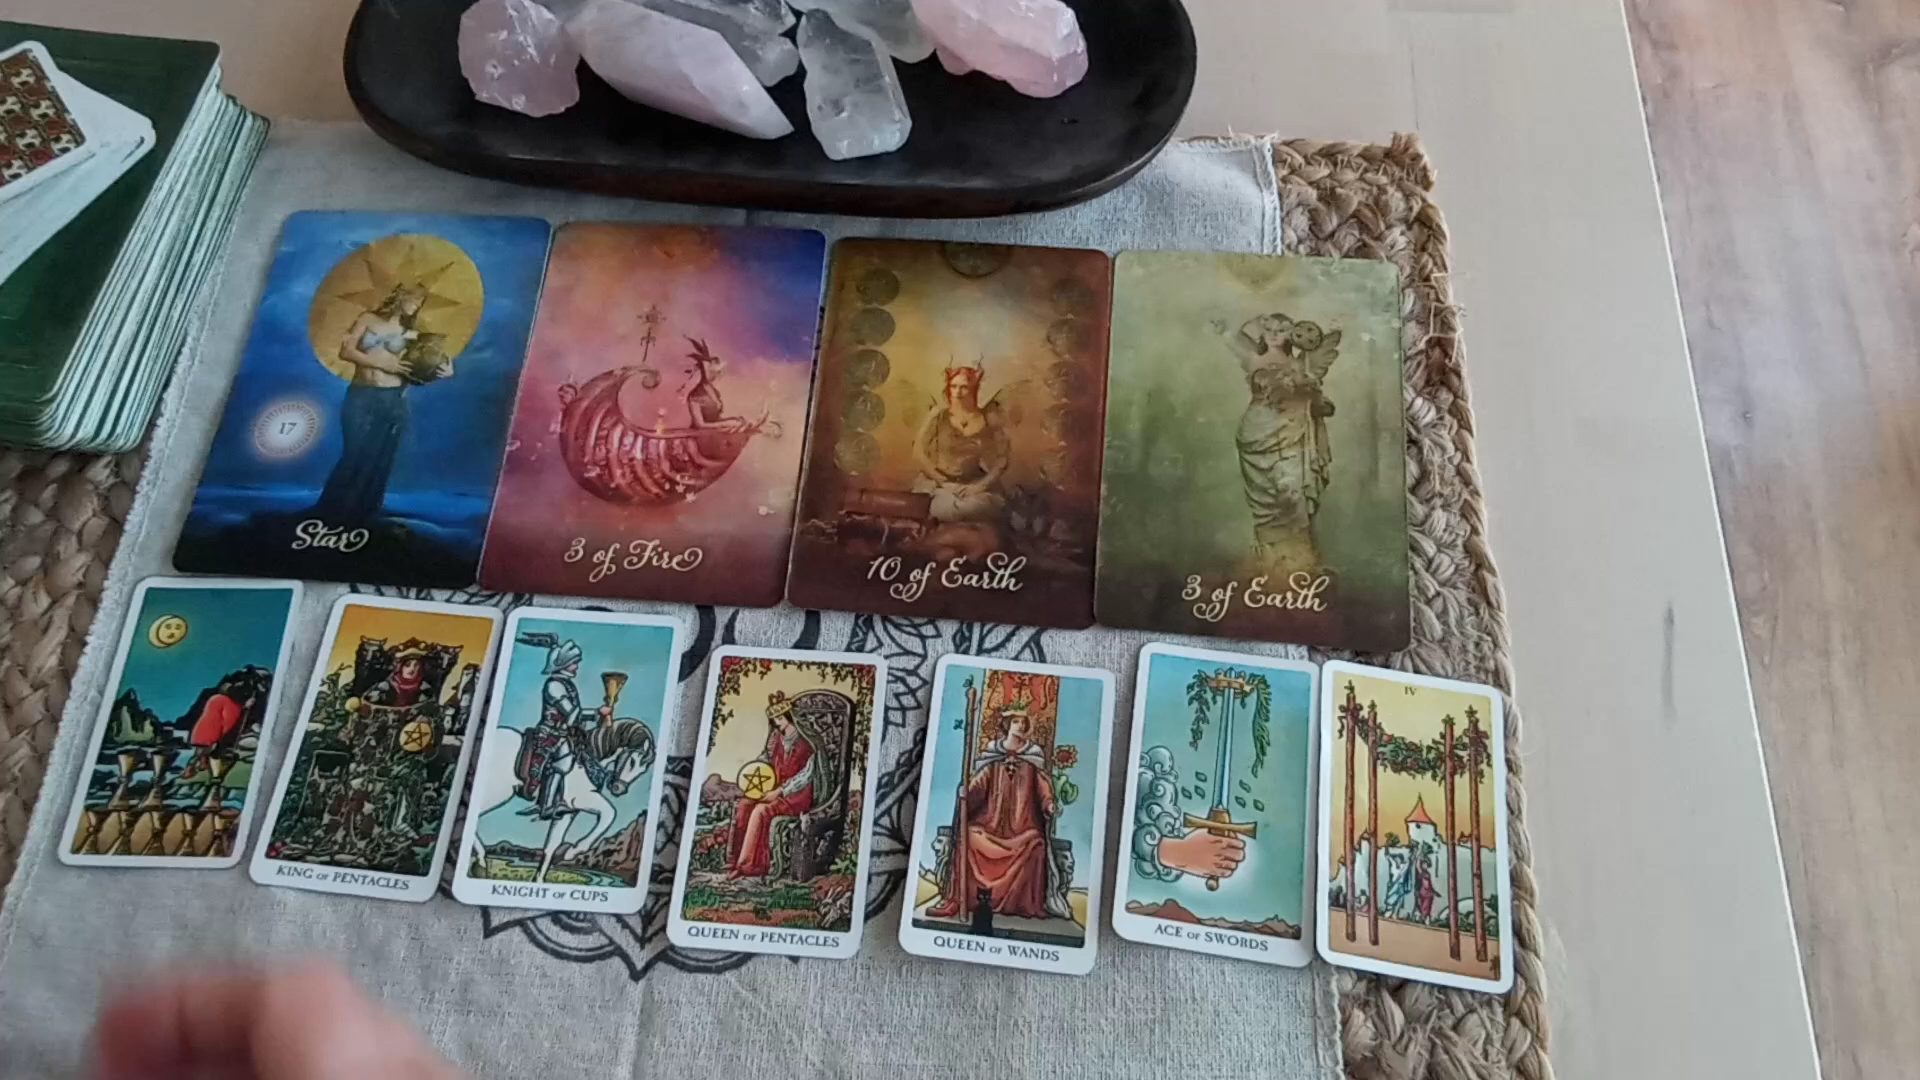 17
Star
3 of Fire
10 of Earth
3 of Earth
KING OF PENTACLES
KNIGHT OF CUPS
QUEEN OF PENTACLES
QUEEN OF WANDS
ACE OF SWORDS
IV